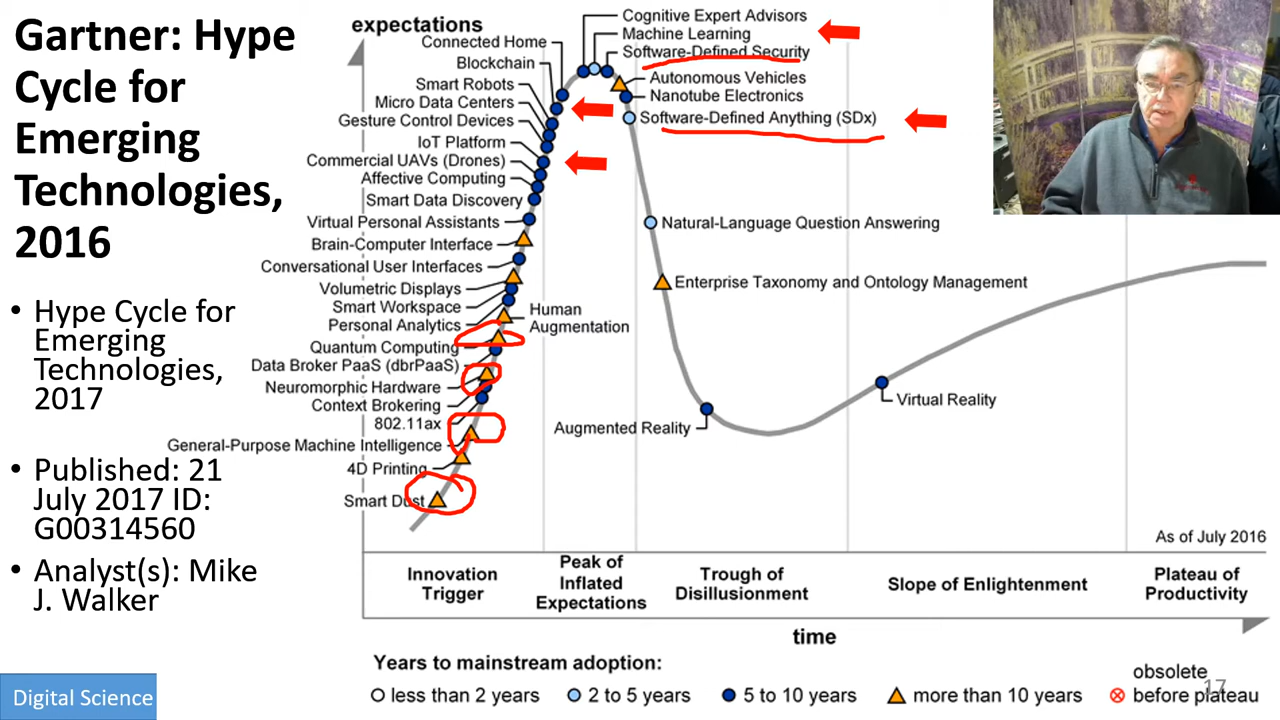 Gartner: Hype
Cycle for
Emerging
Technologies,
2016
• Hype Cycle for
Emerging
Technologies,
2017
• Published: 21
July 2017 ID:
G00314560
• Analyst(s): Mike
J. Walker
Digital Science
expectations
Connected Home
Blockchain
Smart Robots
Micro Data Centers
Gesture Control Devices
IoT Platform
Commercial UAVs (Drones)
Affective Computing
Smart Data Discovery
Virtual Personal Assistants
Brain-Computer Interface
Conversational User Interfaces
Volumetric Displays
Smart Workspace
Personal Analytics
Quantum Computing
Data Broker PaaS (dbrPaaS)
Neuromorphic Hardware
Context Brokering
802.11ax
General-Purpose Machine Intelligence
4D Printing
Smart Dust
Human
Augmentation
Cognitive Expert Advisors
Machine Learning
Software-Defined Security
Autonomous Vehicles
Nanotube Electronics
Software-Defined Anything (SDx)
Natural-Language Question Answering
Enterprise Taxonomy and Ontology Management
Augmented Reality
Virtual Reality
As of July 2016
Innovation
Trigger
Peak of
Inflated
Expectations
Trough of
Disillusionment
Slope of Enlightenment
Plateau of
Productivity
time
Years to mainstream adoption:
less than 2 years
2 to 5 years
5 to 10 years
more than 10 years
obsolete
before plateau
17